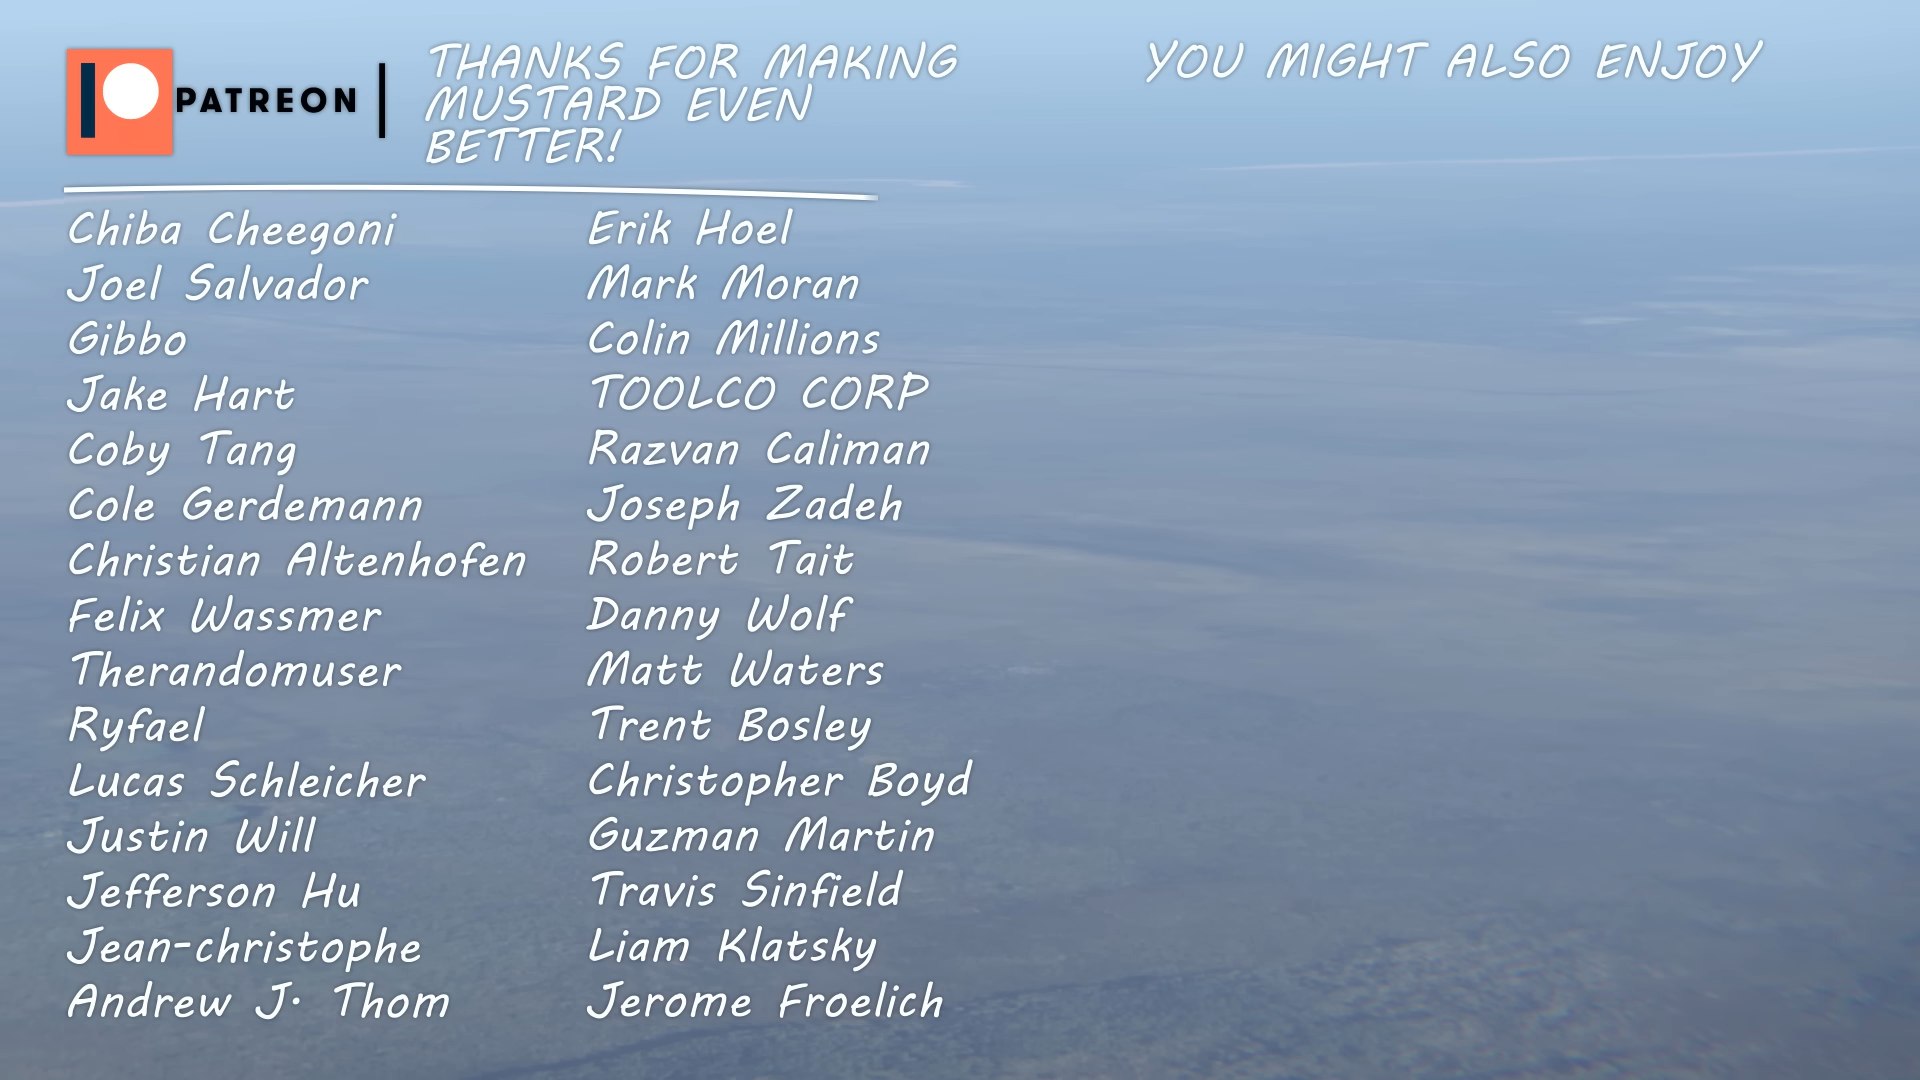 PATREON
THANKS FOR MAKING
MUSTARD EVEN
BETTER!
YOU MIGHT ALSO ENJOY
Chiba Cheegoni
Joel Salvador
Gibbo
Jake Hart
Coby Tang
Cole Gerdemann
Christian Altenhofen
Felix Wassmer
Therandomuser
Ryfael
Lucas Schleicher
Justin Will
Jefferson Hu
Jean-christophe
Andrew J. Thom
Erik Hoel
Mark Moran
Colin Millions
TOOLCO CORP
Razvan Caliman
Joseph Zadeh
Robert Tait
Danny Wolf
Matt Waters
Trent Bosley
Christopher Boyd
Guzman Martin
Travis Sinfield
Liam Klatsky
Jerome Froelich